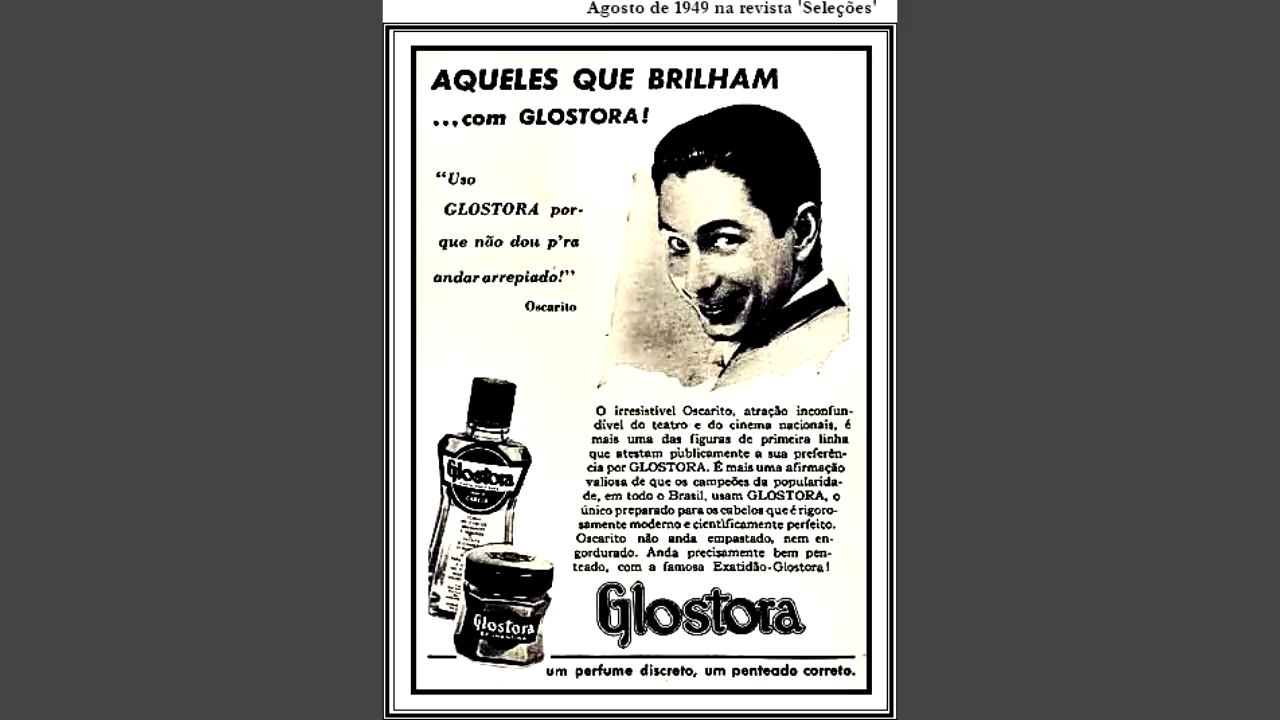 Agosto de 1949 na revista 'Seleções'
AQUELES QUE BRILHAM
...com GLOSTORA!
“Uso
GLOSTORA por-
que não dou p'ra
andar arrepiado!”
Oscarito
O irresistível Oscarito, atração inconfun-
dível do teatro e do cinema nacionais, é
mais uma das figuras de primeira linha
que atestam publicamente a sua preferên-
cia por GLOSTORA. É mais uma afirmação
valiosa de que os campeões da popularida-
de, em todo o Brasil, usam GLOSTORA, o
único preparado para os cabelos que é rigoro-
samente moderno e cientificamente perfeito.
Oscarito não anda empastado, nem en-
gordurado. Anda precisamente bem pen-
teado, com a famosa Exatidão-Glostora!
Glostora
Glostora
Glostora
um perfume discreto, um penteado correto.